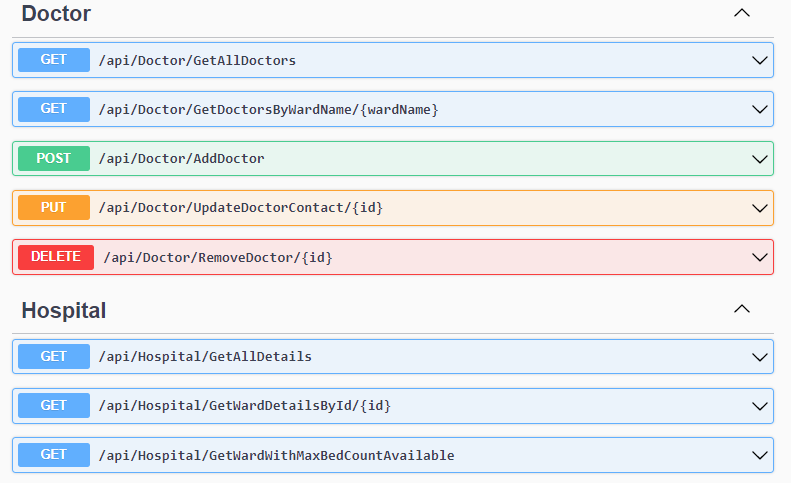 Doctor
GET /api/Doctor/GetAllDoctors
GET /api/Doctor/GetDoctorsByWardName/{wardName}
POST /api/Doctor/AddDoctor
PUT /api/Doctor/UpdateDoctorContact/{id}
DELETE /api/Doctor/RemoveDoctor/{id}
Hospital
GET /api/Hospital/GetAllDetails
GET /api/Hospital/GetWardDetailsById/{id}
GET /api/Hospital/GetWardWithMaxBedCountAvailable